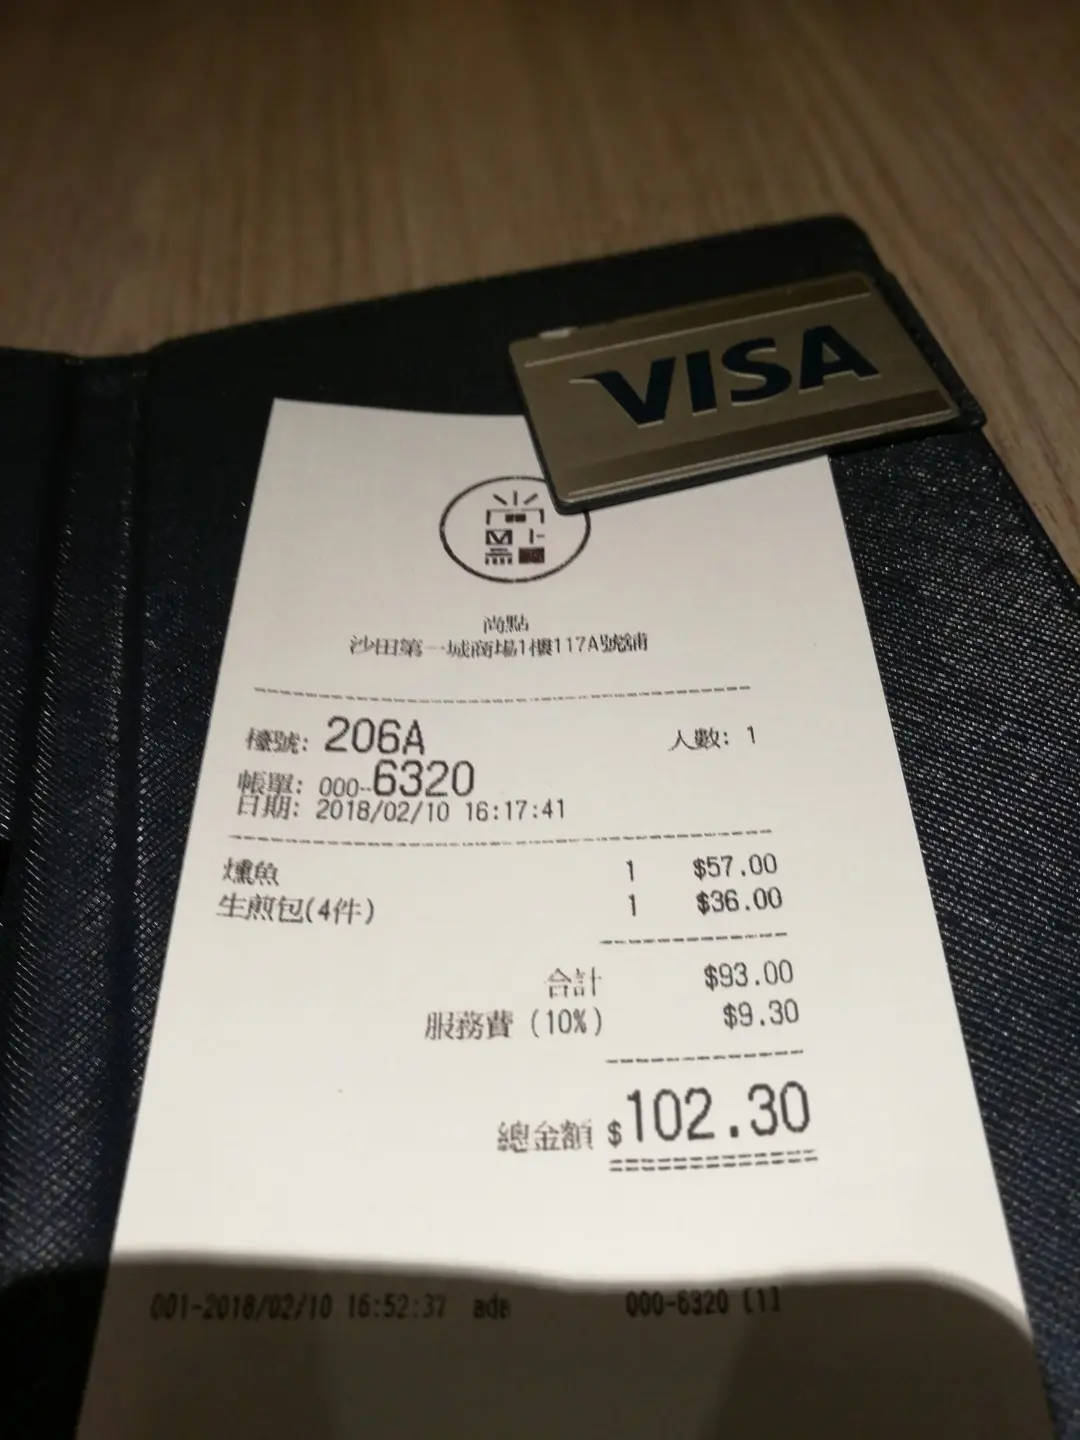 VISA
尚點
尚點
沙田第一城商場1樓117A號舖
檯號: 206A 人數: 1
帳單: 000--6320
日期: 2018/02/10 16:17:41
燻魚 1 $57.00
生煎包(4件) 1 $36.00
合計 $93.00
服務費 (10%) $9.30
總金額 $102.30
001-2018/02/10 16:52:37 ade 000-6320 [1]